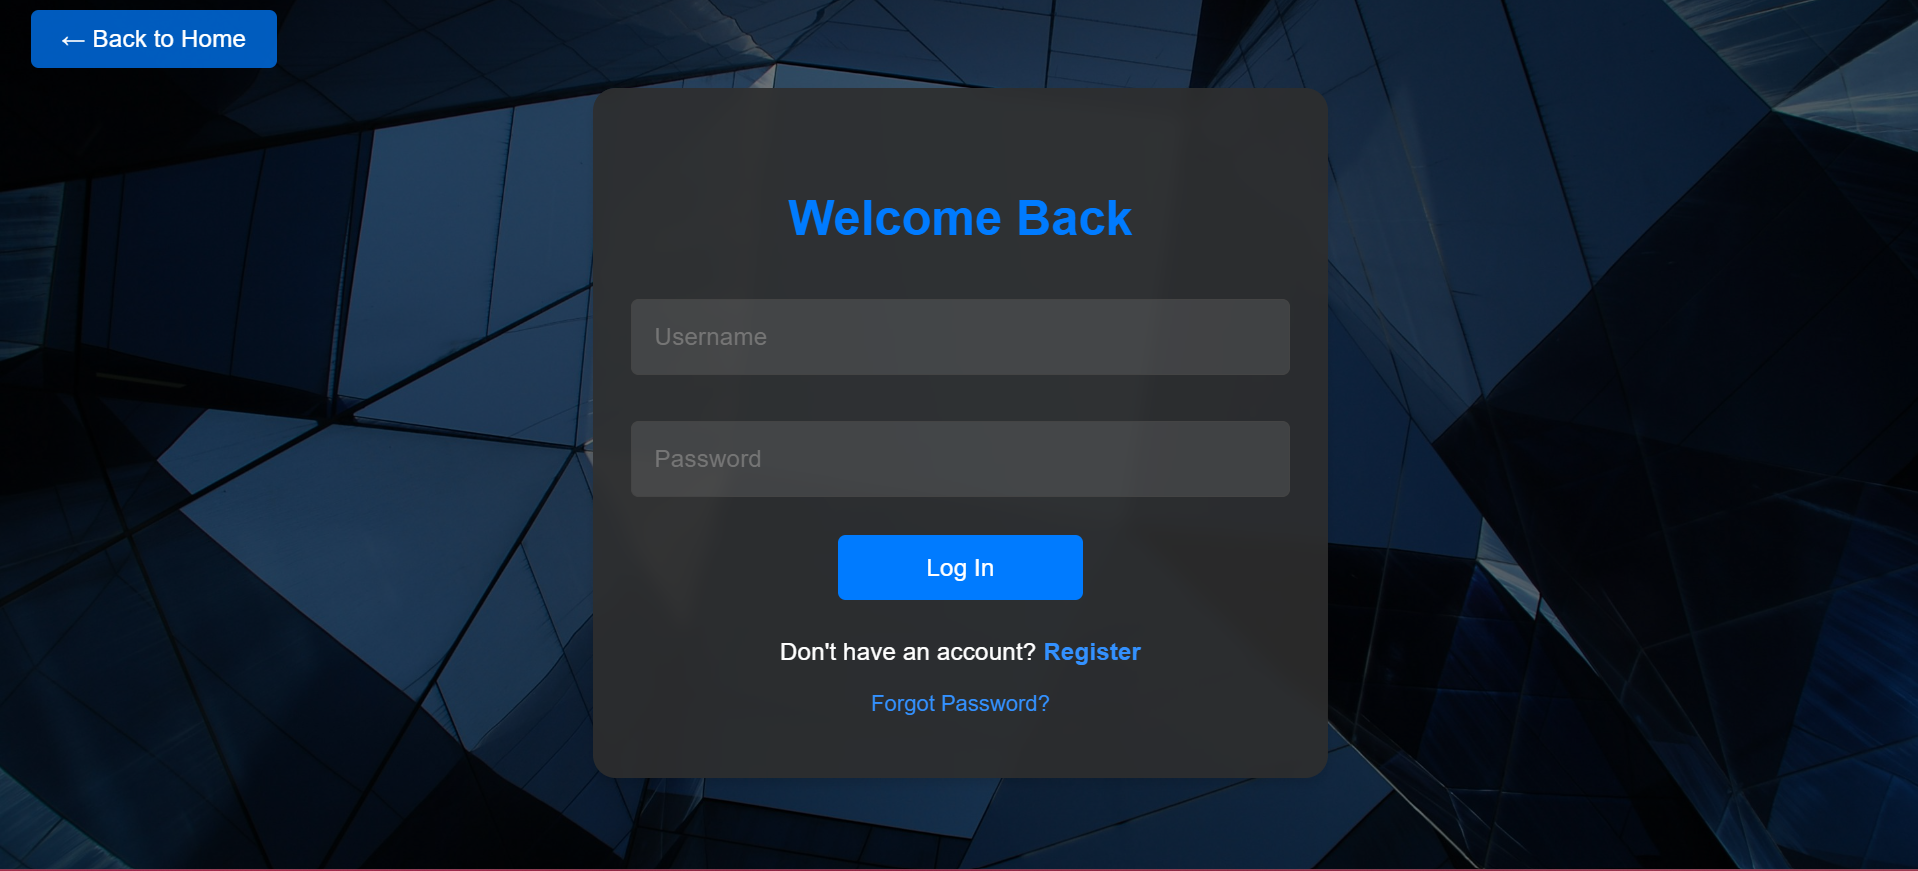 ← Back to Home
Welcome Back
Username
Password
Log In
Don't have an account? Register
Forgot Password?